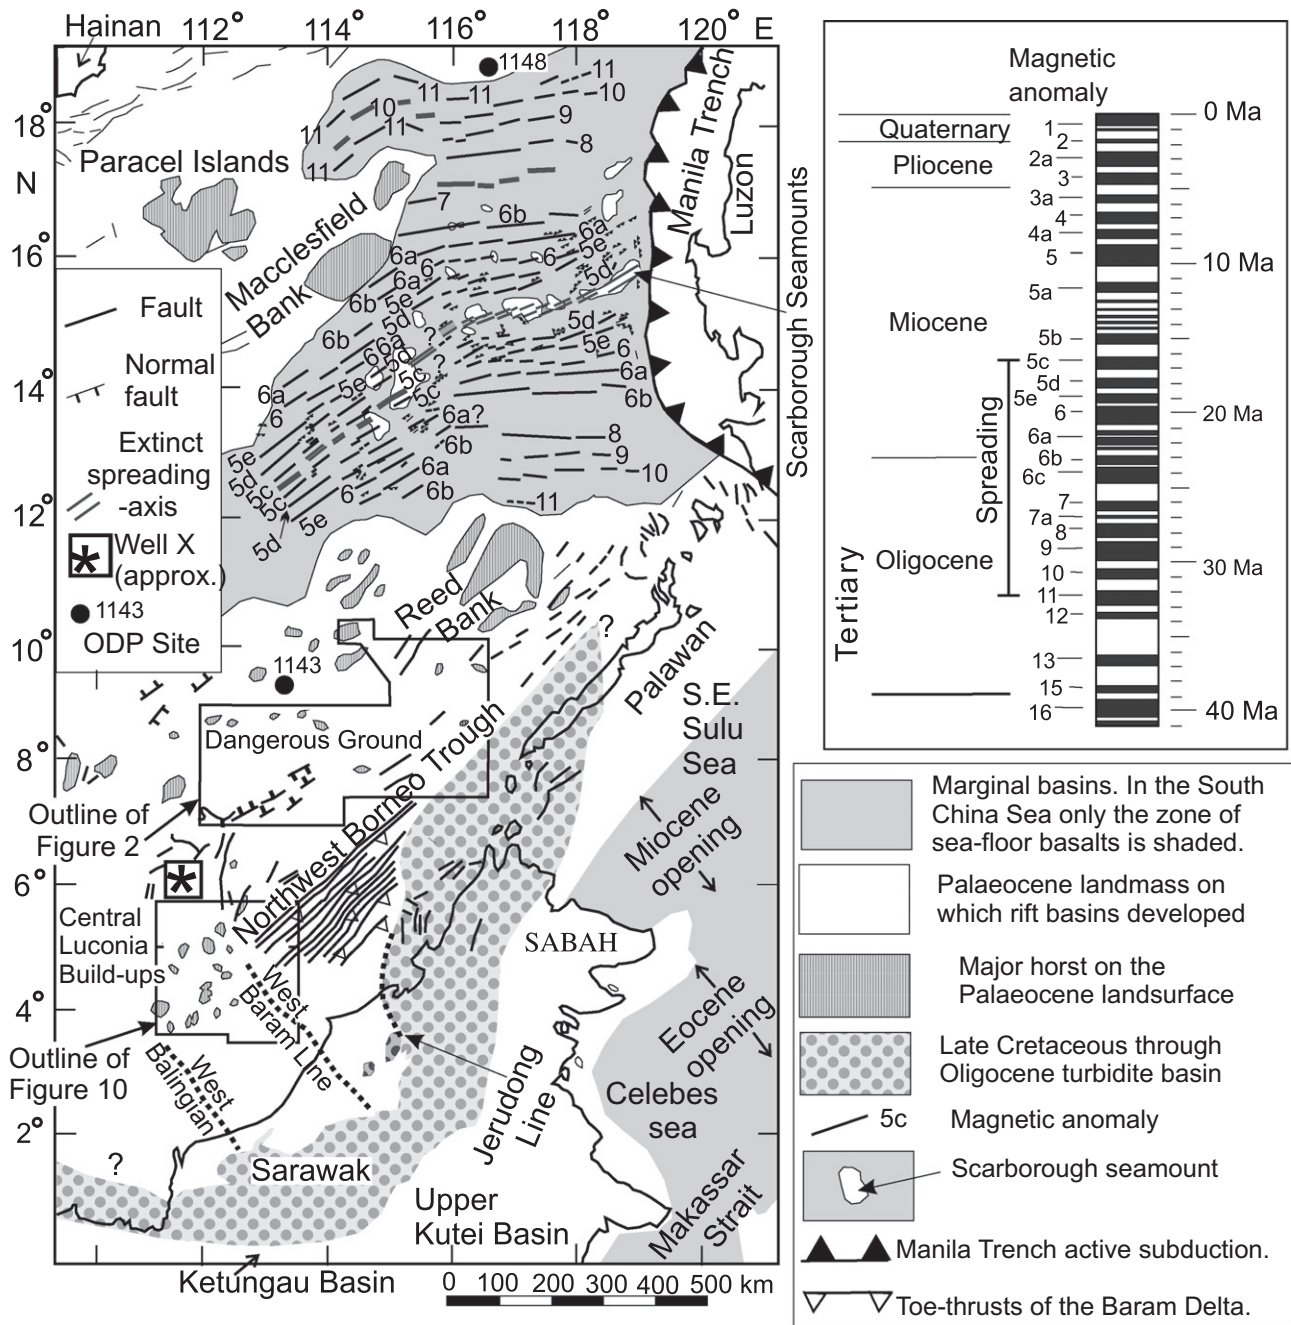 Hainan
112°
114°
116°
118°
120° E
18°
N
16°
14°
12°
10°
8°
6°
4°
2°
1148
11
10
11
11
11
10
11
11
11
9
8
7
6b
6a
5e
5d
6a
6
6
6a
5e
5d
6b
6b
6
6a
5d
5e
5c
5c
?
?
6a
6
5e
5d
5c
5c
5d
5e
6
6a?
6b
6a
6b
5d
5e
6
6a
6b
8
9
10
11
Paracel Islands
Macclesfield
Bank
Manila Trench
Luzon
Scarborough Seamounts
Fault
Normal
fault
Extinct
spreading
-axis
Well X
(approx.)
1143
ODP Site
Reed
Bank
1143
Dangerous Ground
?
Palawan
S.E.
Sulu
Sea
Miocene
opening
Northwest Borneo Trough
Outline of
Figure 2
Central
Luconia
Build-ups
SABAH
West
Baram Line
Outline of
Figure 10
West
Balingian
Eocene
opening
Celebes
sea
Jerudong
Line
Makassar
Strait
?
Sarawak
Upper
Kutei Basin
Ketungau Basin
0 100 200 300 400 500 km
Magnetic
anomaly
0 Ma
10 Ma
20 Ma
30 Ma
40 Ma
Quaternary
Pliocene
Miocene
Oligocene
Tertiary
Spreading
1
2
2a
3
3a
4
4a
5
5a
5b
5c
5d
5e
6
6a
6b
6c
7
7a
8
9
10
11
12
13
15
16
Marginal basins. In the South
China Sea only the zone of
sea-floor basalts is shaded.
Palaeocene landmass on
which rift basins developed
Major horst on the
Palaeocene landsurface
Late Cretaceous through
Oligocene turbidite basin
5c Magnetic anomaly
Scarborough seamount
Manila Trench active subduction.
Toe-thrusts of the Baram Delta.